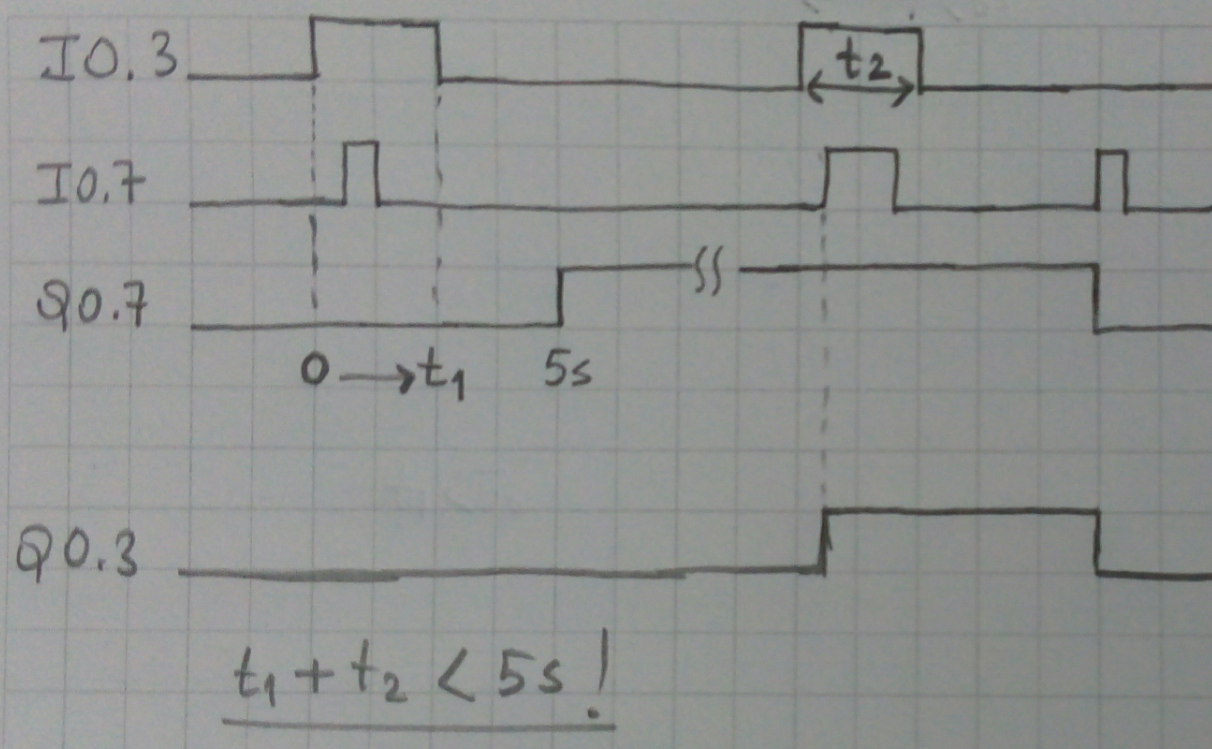 I0.3
t2
I0.7
Q0.7
0 → t1 5s
Q0.3
t1 + t2 < 5s!